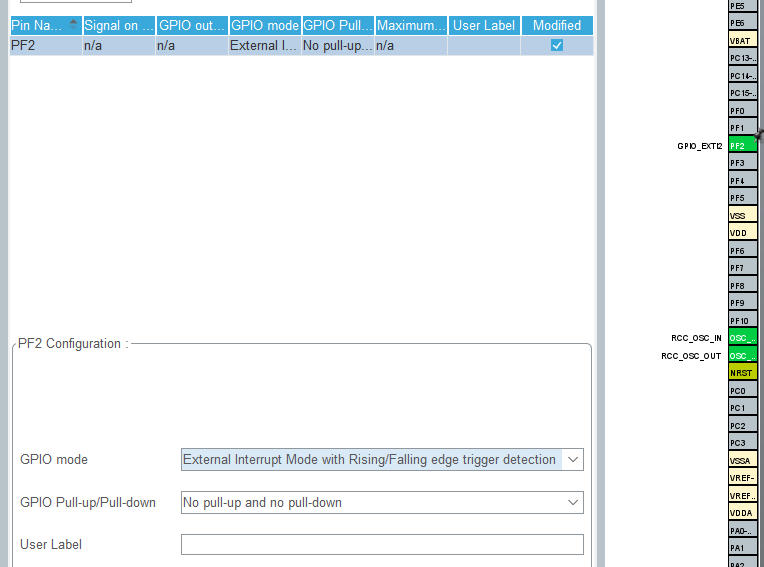 Pin Na... Signal on ... GPIO out... GPIO mode GPIO Pull... Maximum... User Label Modified
PF2 n/a n/a External I... No pull-up... n/a
PF2 Configuration :
GPIO mode External Interrupt Mode with Rising/Falling edge trigger detection
GPIO Pull-up/Pull-down No pull-up and no pull-down
User Label
PE5
PE6
VBAT
PC13-..
PC14-..
PC15-..
PF0
PF1
GPIO_EXTI2 PF2
PF3
PF4
PF5
VSS
VDD
PF6
PF7
PF8
PF9
PF10
RCC_OSC_IN OSC_..
RCC_OSC_OUT OSC_..
NRST
PC0
PC1
PC2
PC3
VSSA
VREF-
VREF..
VDDA
PA0-..
PA1
PA2